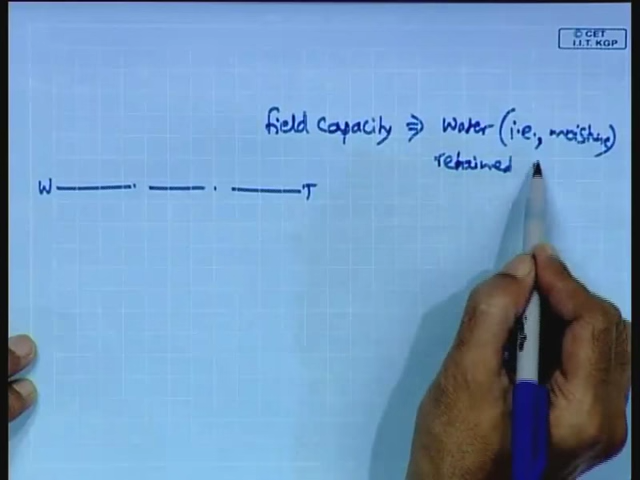 © CET
I.I.T. KGP
Field Capacity ⇒ Water (i.e., moisture)
retained
W T